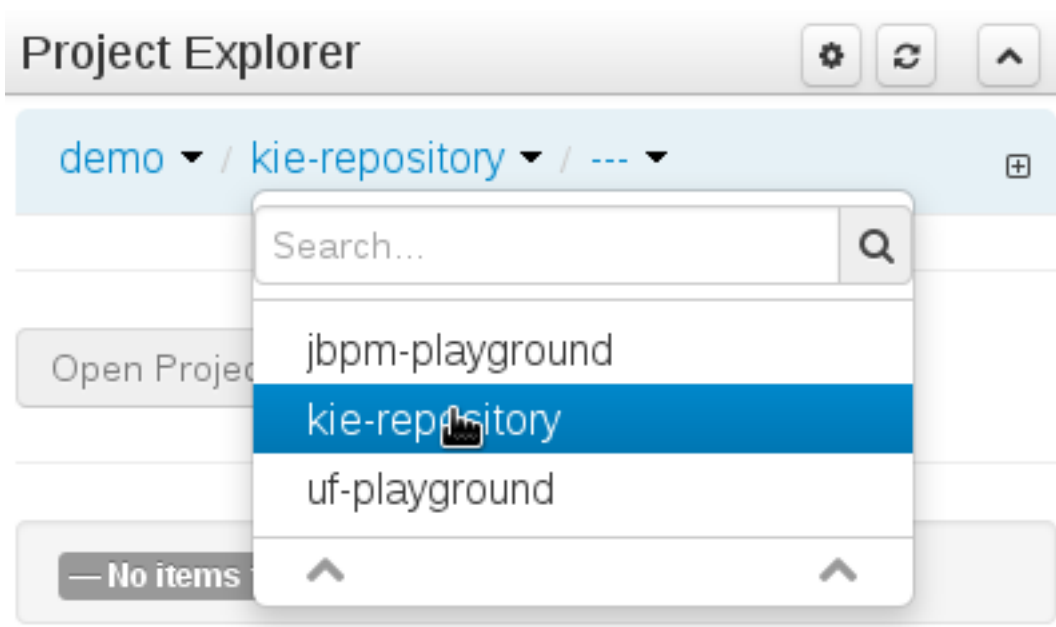 Project Explorer
demo / kie-repository / ---
Search...
jbpm-playground
Open Projec
kie-repository
uf-playground
— No items